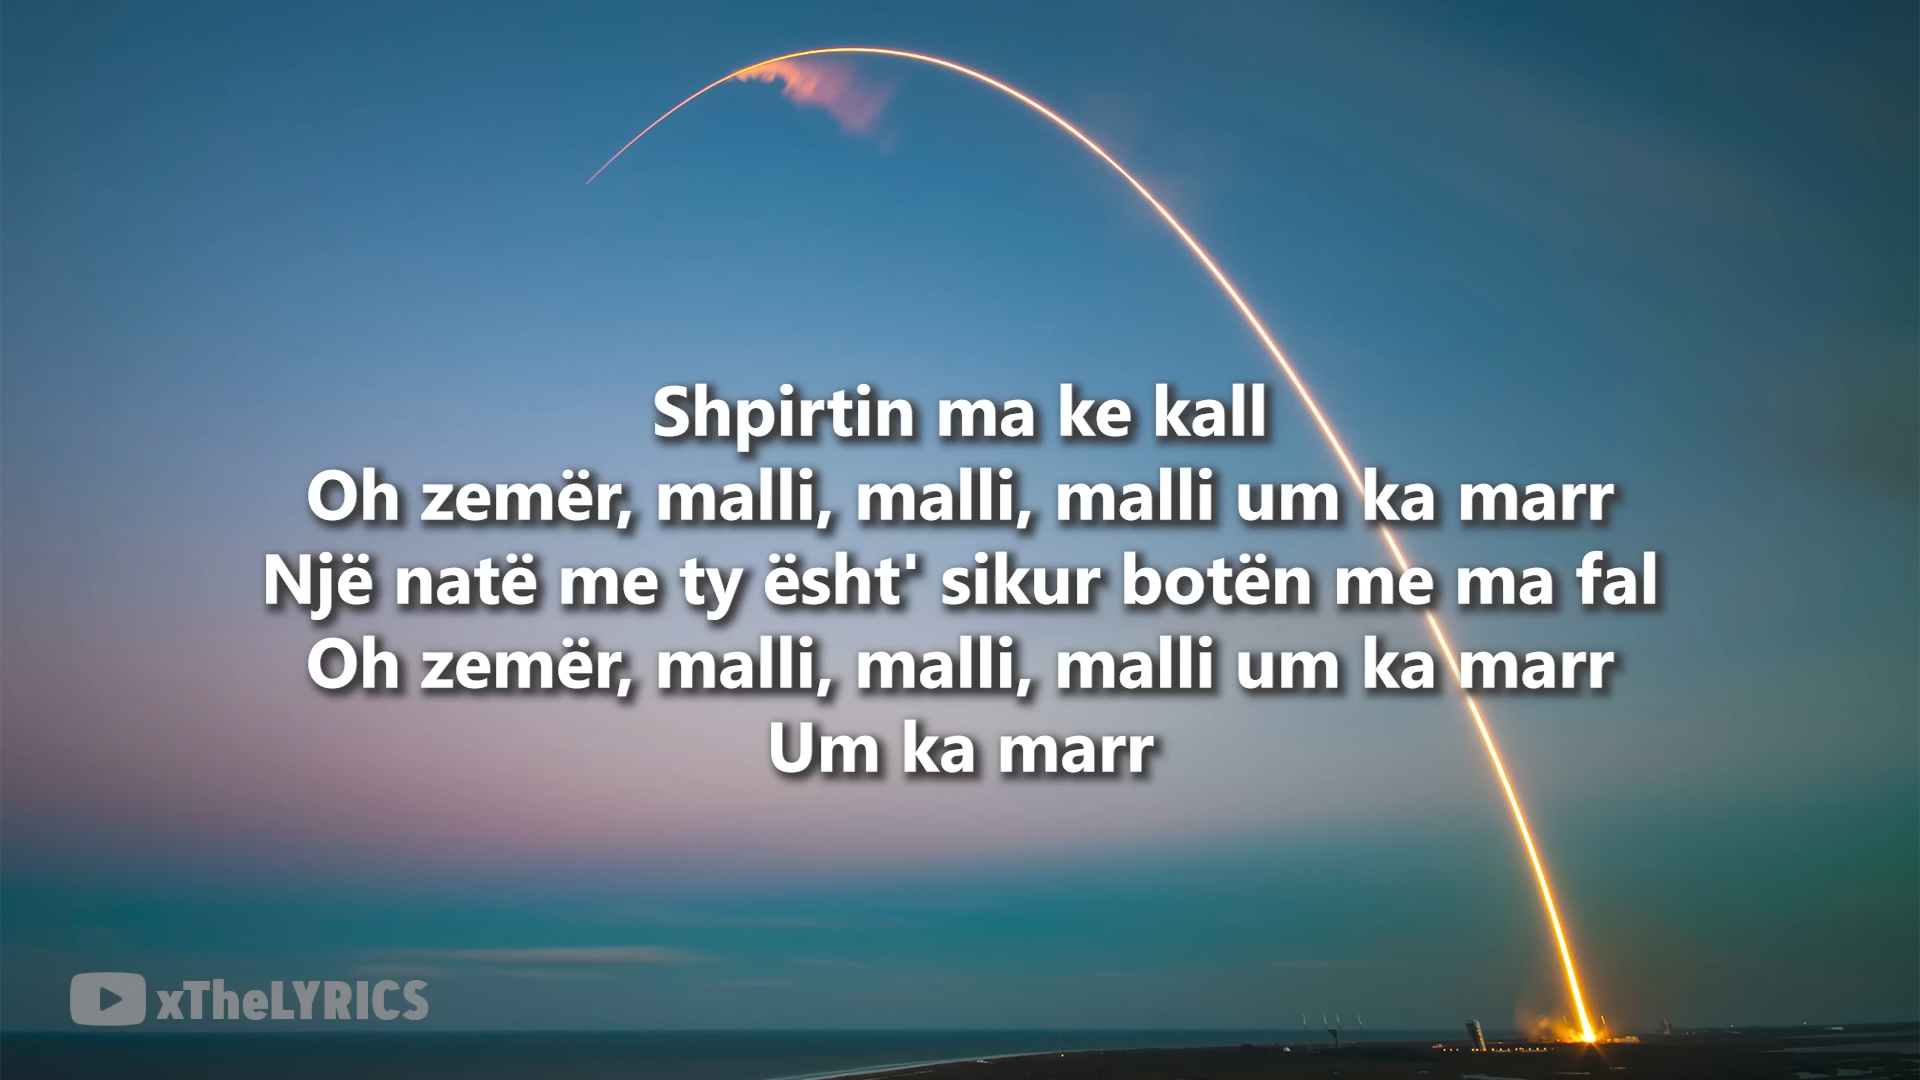 Shpirtin ma ke kall
Oh zemër, malli, malli, malli um ka marr
Një natë me ty ësht' sikur botën me ma fal
Oh zemër, malli, malli, malli um ka marr
Um ka marr
xTheLYRICS